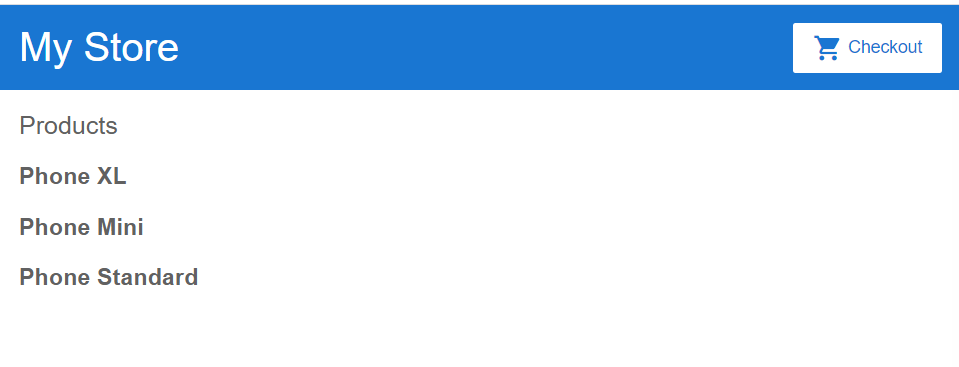 My Store
Checkout
Products
Phone XL
Phone Mini
Phone Standard